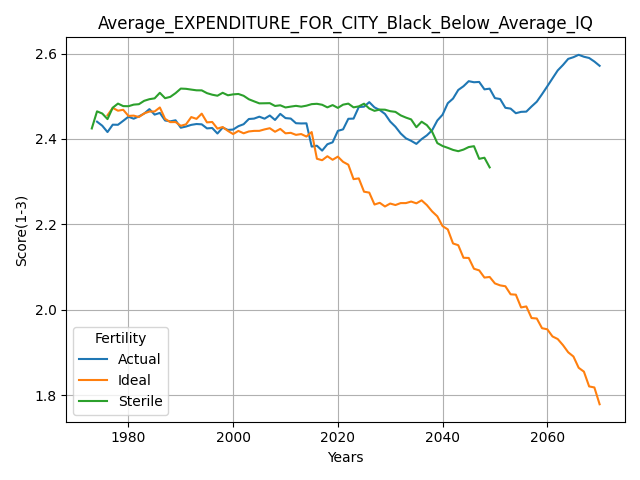 Average_EXPENDITURE_FOR_CITY_Black_Below_Average_IQ
Score(1-3)
2.6
2.4
2.2
2.0
1.8
Fertility
Actual
Ideal
Sterile
1980
2000
2020
2040
2060
Years